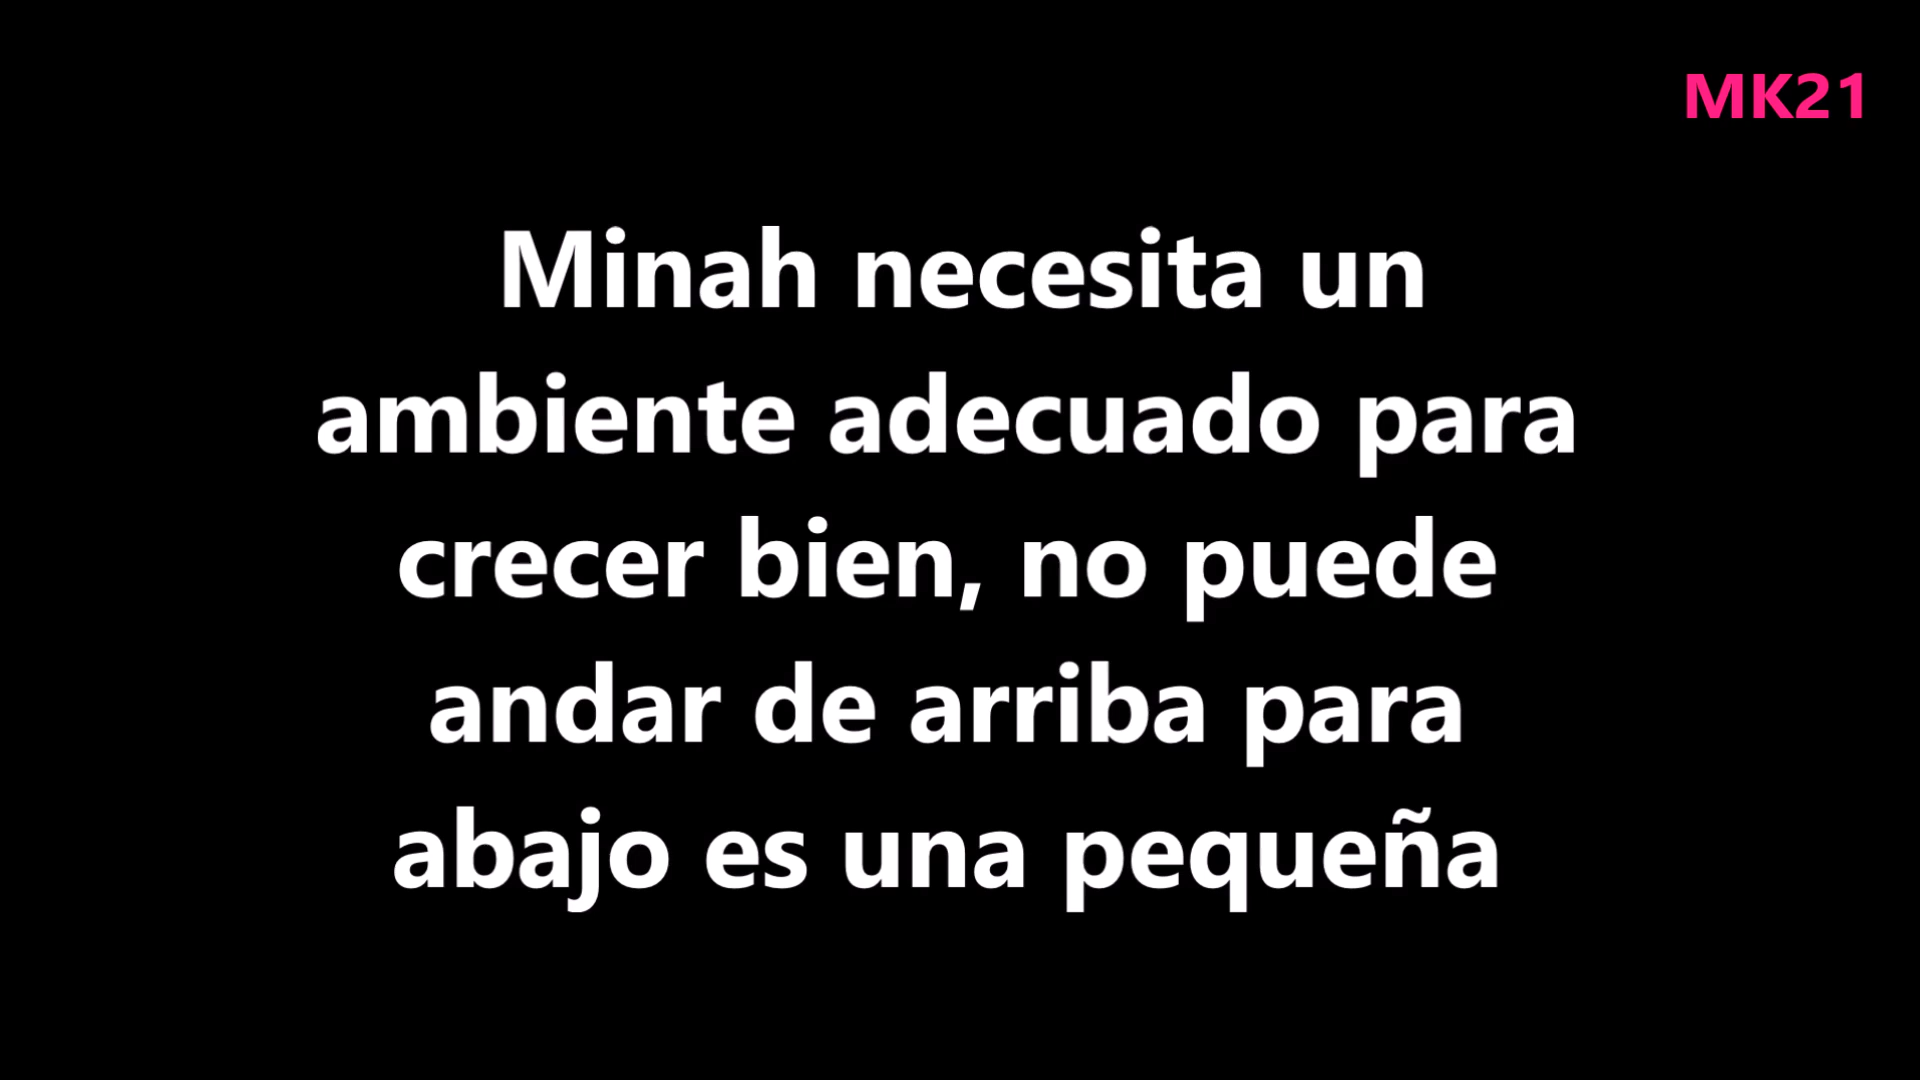 MK21
Minah necesita un
ambiente adecuado para
crecer bien, no puede
andar de arriba para
abajo es una pequeña